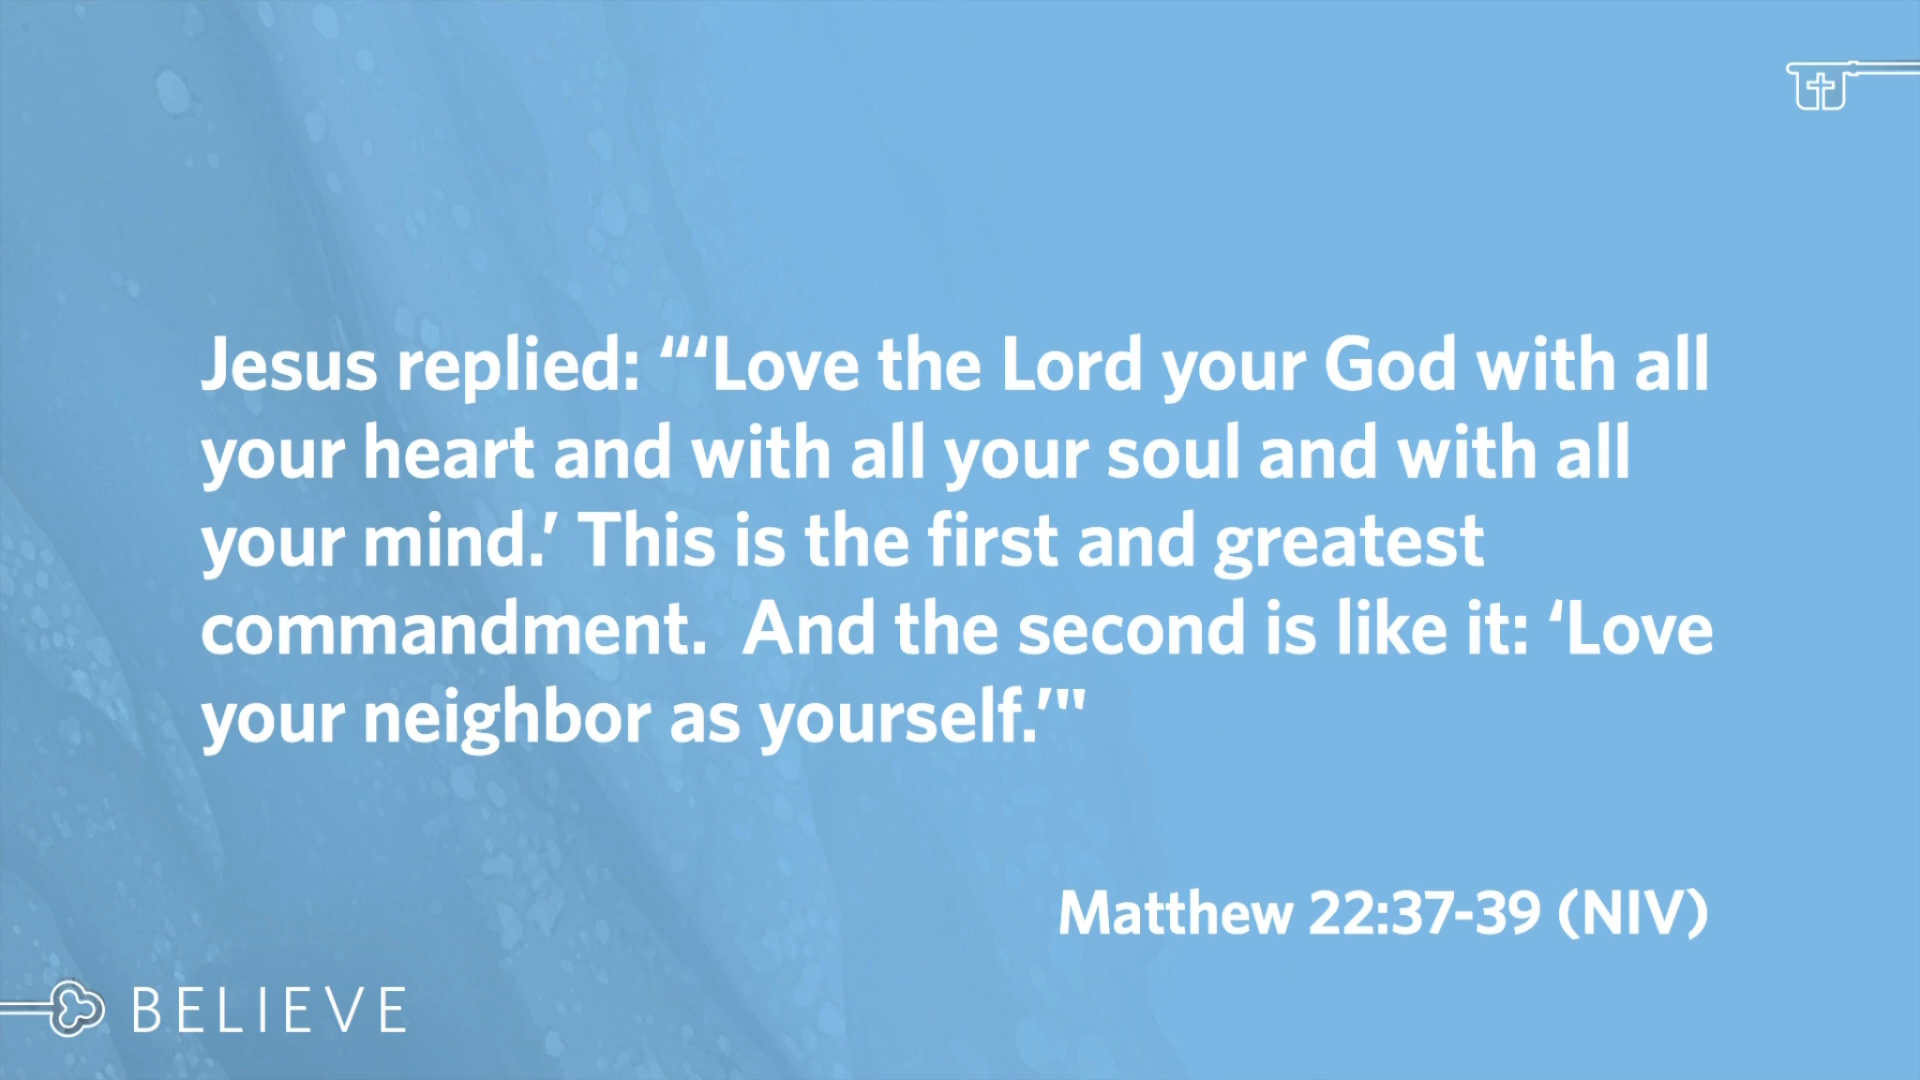 Jesus replied: “‘Love the Lord your God with all
your heart and with all your soul and with all
your mind.’ This is the first and greatest
commandment.  And the second is like it: ‘Love
your neighbor as yourself.’"
Matthew 22:37-39 (NIV)
BELIEVE